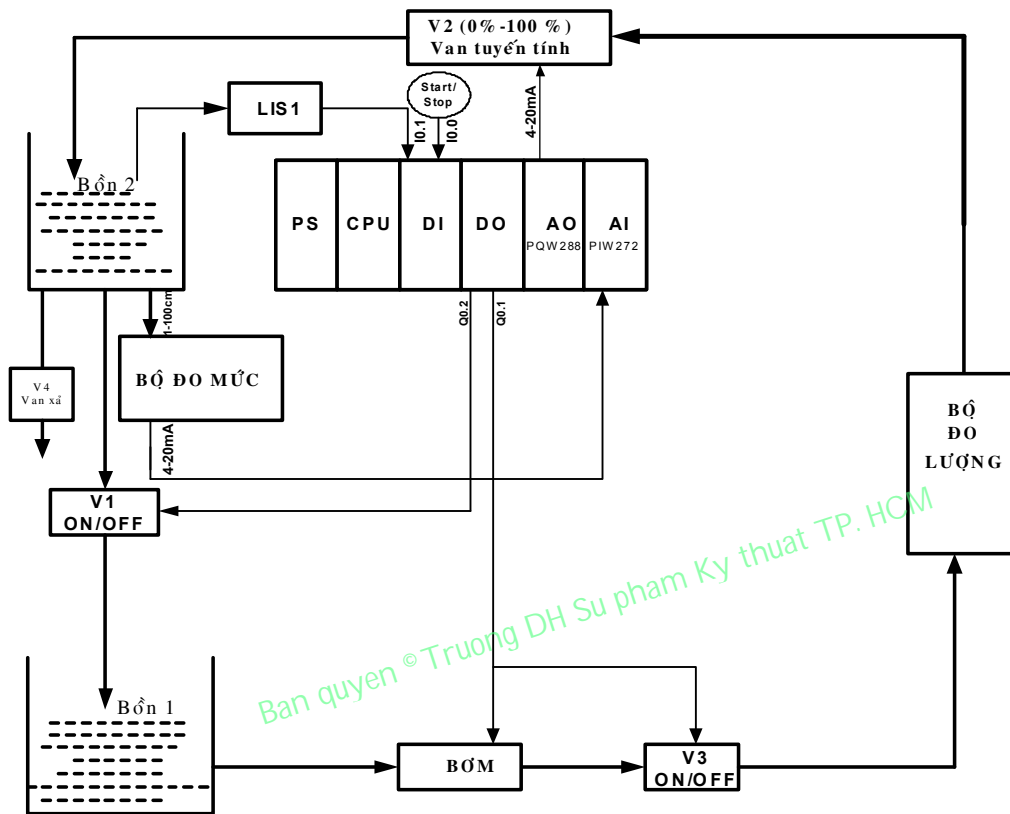 V2 (0% -100 %)
Van tuyến tính
LIS1
Start/
Stop
I0.1
I0.0
4-20mA
Bồn 2
PS
CPU
DI
DO
AO
PQW288
AI
PIW272
1-100cm
Q0.2
Q0.1
BỘ ĐO MỨC
V4
Van xả
4-20mA
V1
ON/OFF
BỘ
ĐO
LƯỢNG
Ban quyen © Truong DH Su pham Ky thuat TP. HCM
Bồn 1
BƠM
V3
ON/OFF